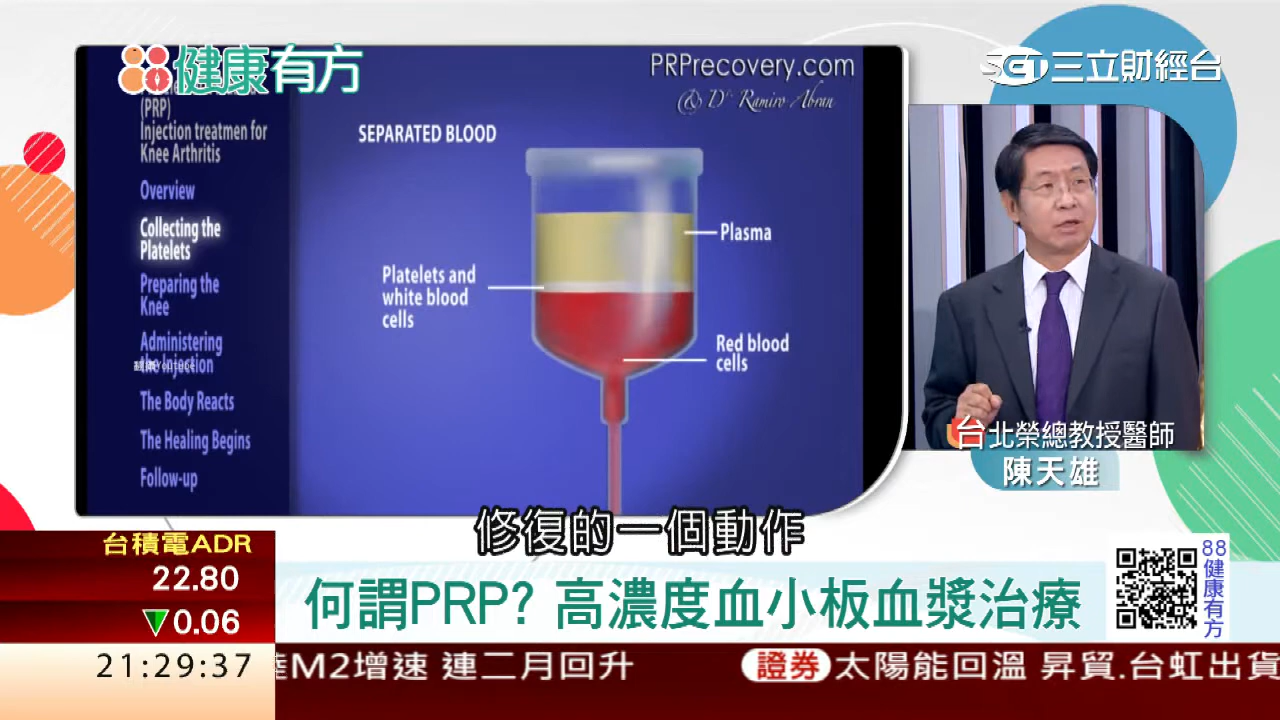 健康有方
PRPrecovery.com
& Dr. Ramiro Abran
SET 三立財經台
(PRP)
Injection treatmen for
Knee Arthritis
Overview
Collecting the
Platelets
Preparing the
Knee
Administering
the Injection
The Body Reacts
The Healing Begins
Follow-up
SEPARATED BLOOD
Plasma
Platelets and
white blood
cells
Red blood
cells
台北榮總教授醫師
陳天雄
修復的一個動作
何謂PRP? 高濃度血小板血漿治療
88健康有方
台積電ADR
22.80
▼0.06
21:29:37
M2增速 連二月回升
證券 太陽能回溫 昇貿.台虹出貨